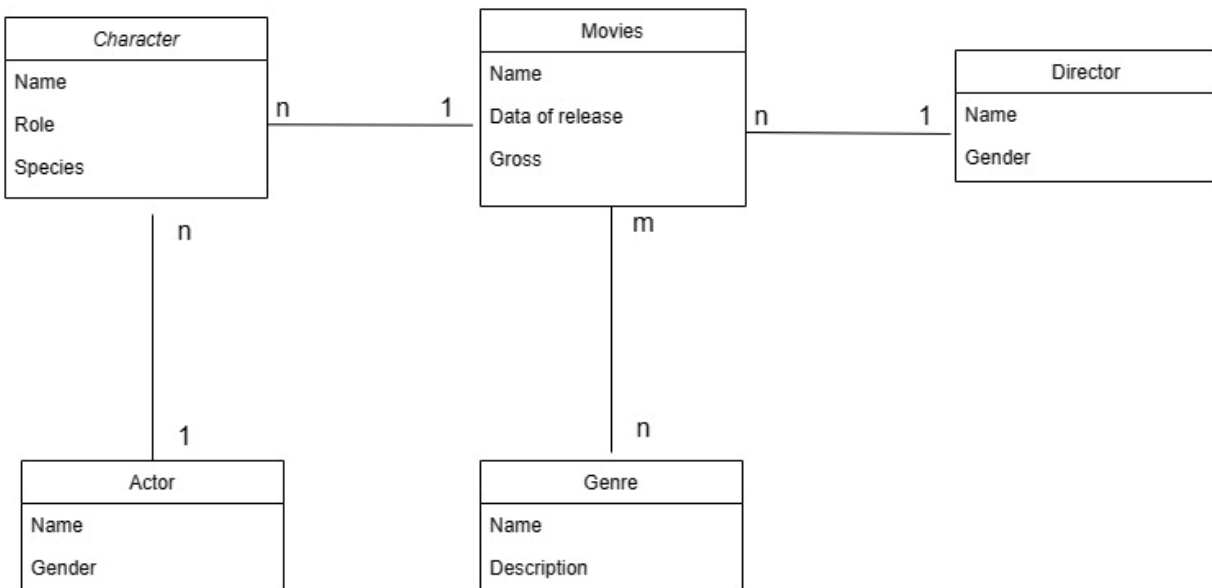 Character
Name
Role
Species
n
1
Movies
Name
Data of release
Gross
n
1
Director
Name
Gender
n
1
m
n
Actor
Name
Gender
Genre
Name
Description